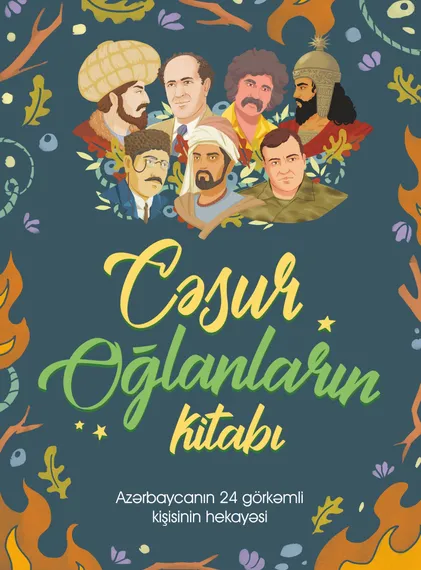 Cəsur
Oğlanların
kitabı
Azərbaycanın 24 görkəmli
kişisinin hekayəsi